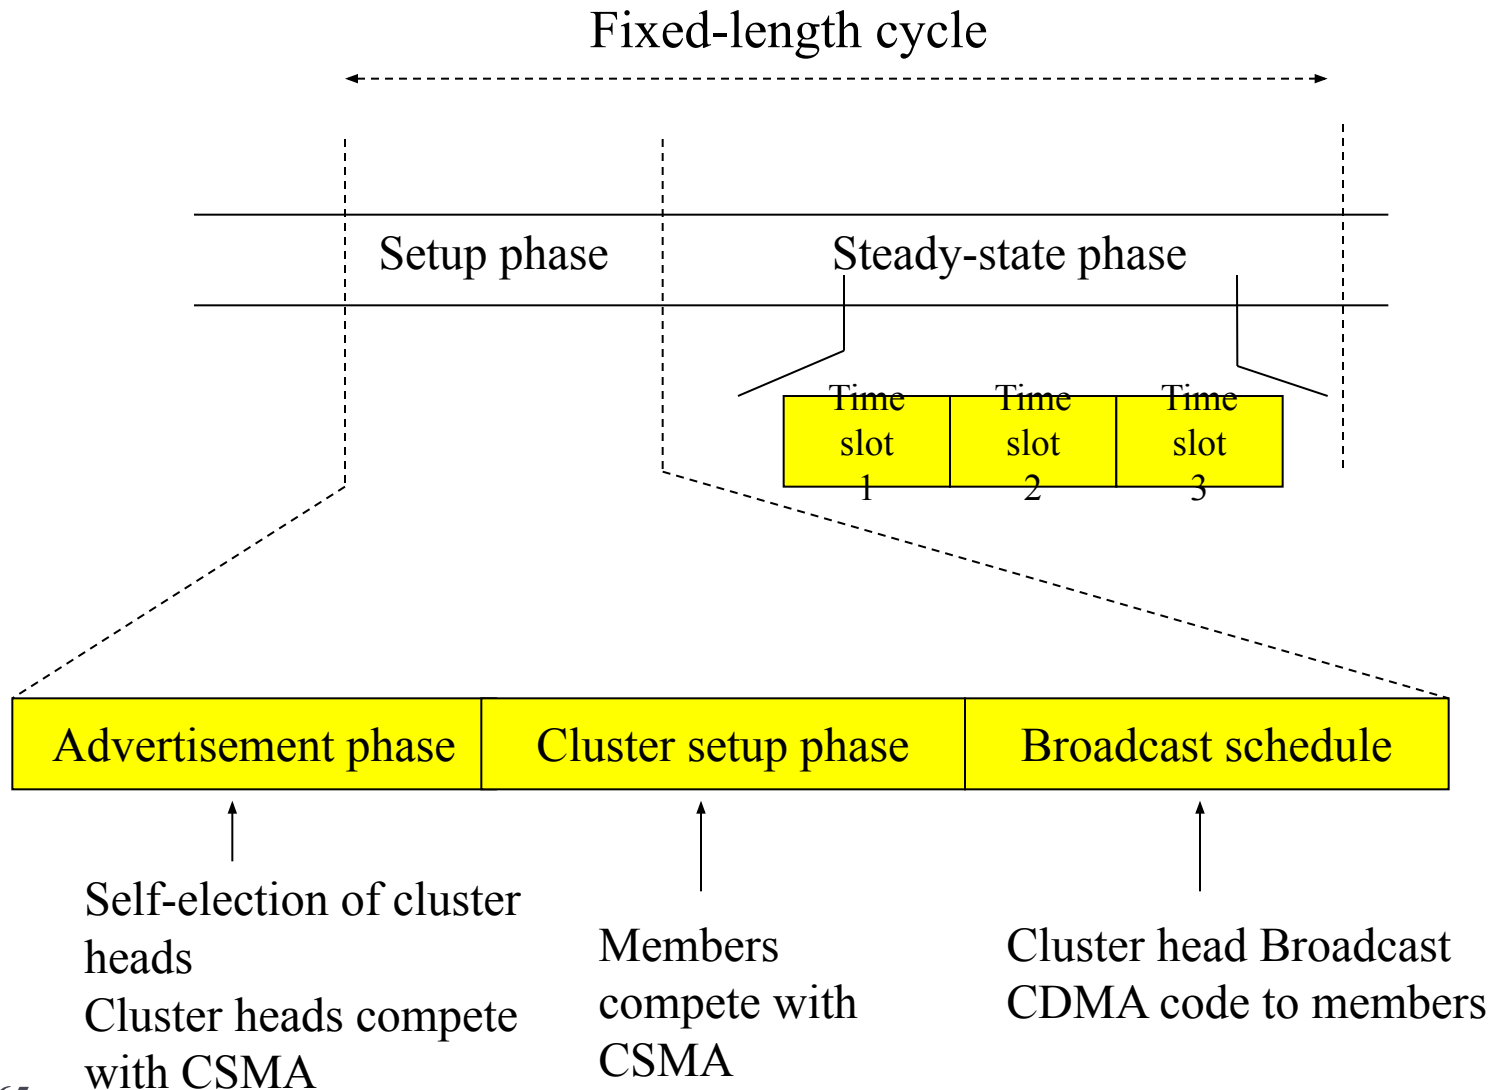 Fixed-length cycle
Setup phase
Steady-state phase
Time
slot
1
Time
slot
2
Time
slot
3
Advertisement phase
Cluster setup phase
Broadcast schedule
Self-election of cluster
heads
Cluster heads compete
with CSMA
Members
compete with
CSMA
Cluster head Broadcast
CDMA code to members